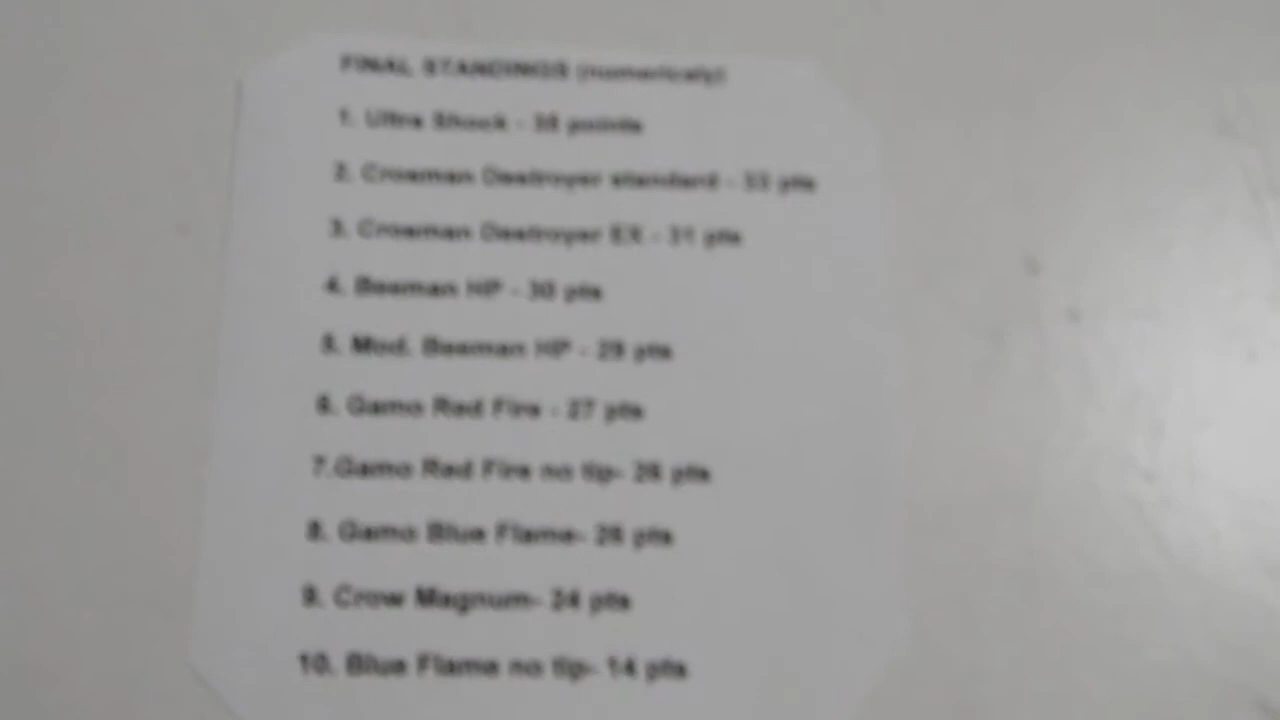 FINAL STANDINGS (numerically)
1. Ultra Shock - points
2. Crosman Destroyer standard - 33 pts
3. Crosman Destroyer EX - 31 pts
4. Beeman HP - 30 pts
5. Mod. Beeman HP - 29 pts
6. Gamo Red Fire - 27 pts
7.Gamo Red Fire no tip- 26 pts
8. Gamo Blue Flame- pts
9. Crow Magnum- 24 pts
10. Blue Flame no tip- 14 pts